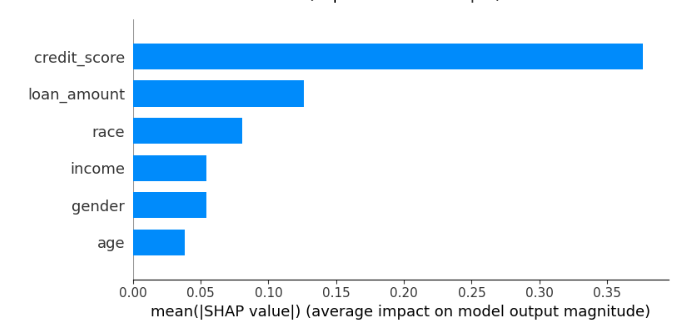 credit_score
loan_amount
race
income
gender
age
0.00 0.05 0.10 0.15 0.20 0.25 0.30 0.35
mean(|SHAP value|) (average impact on model output magnitude)